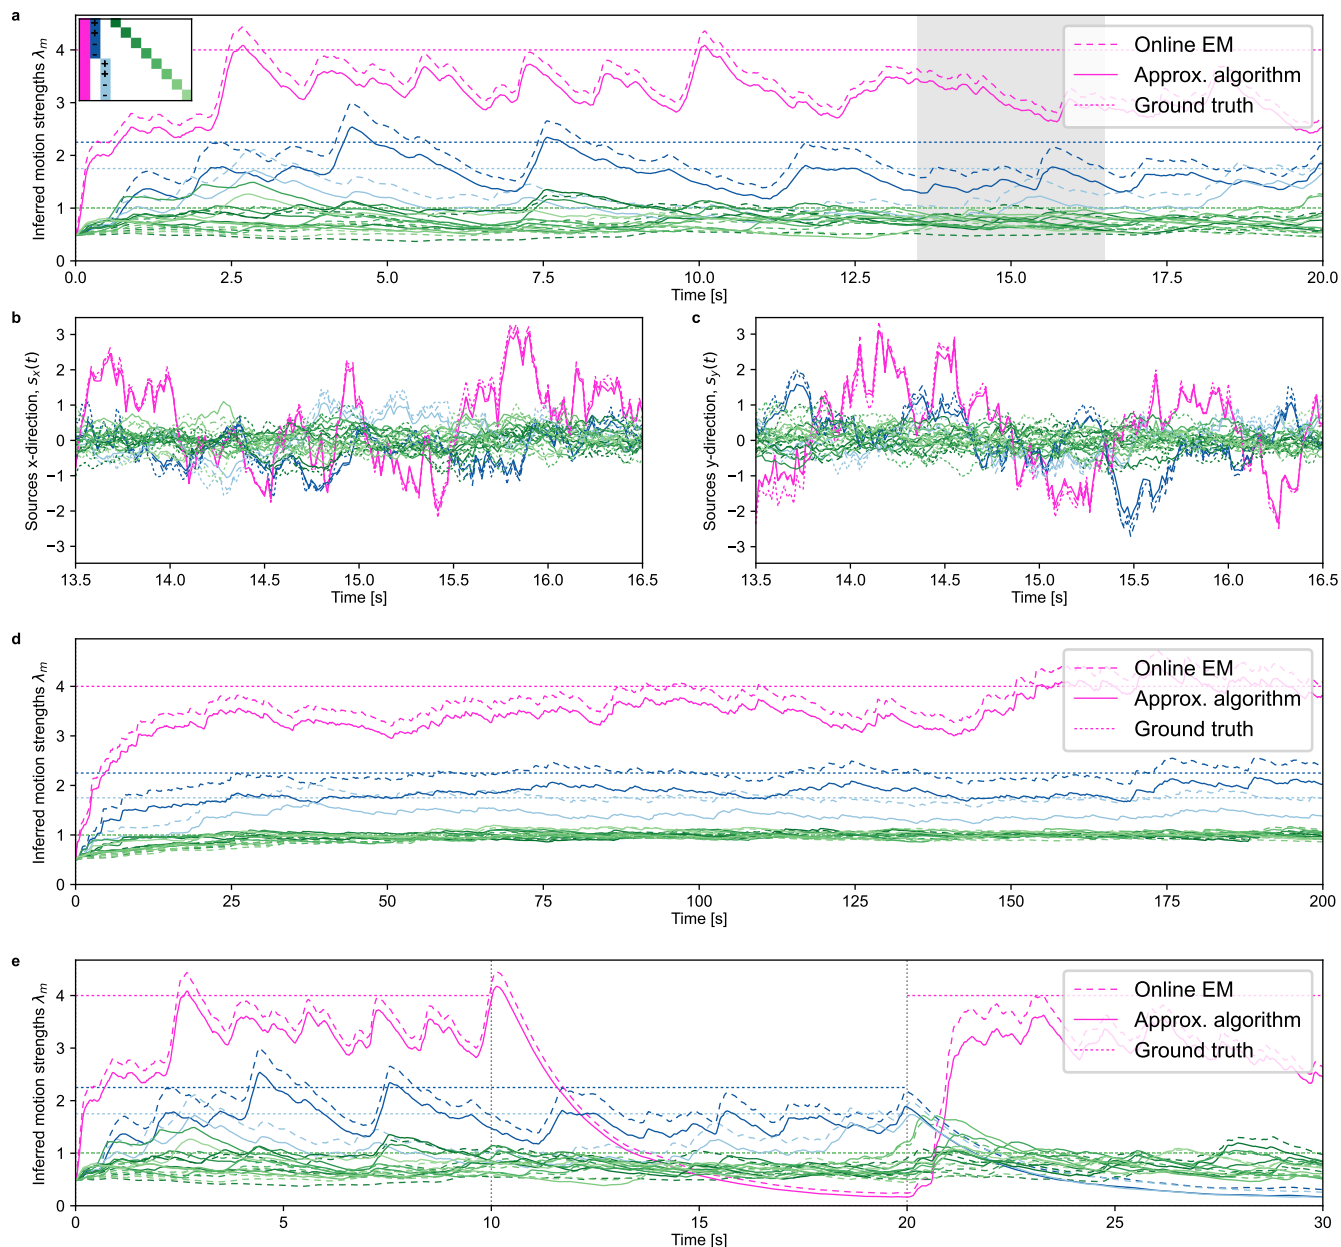 a
Inferred motion strengths λm
4
3
2
1
0
+
+
-
-
+
+
-
-
Online EM
Approx. algorithm
Ground truth
0.0 2.5 5.0 7.5 10.0 12.5 15.0 17.5 20.0
Time [s]
b
Sources x-direction, sx(t)
3
2
1
0
−1
−2
−3
13.5 14.0 14.5 15.0 15.5 16.0 16.5
Time [s]
c
Sources y-direction, sy(t)
3
2
1
0
−1
−2
−3
13.5 14.0 14.5 15.0 15.5 16.0 16.5
Time [s]
d
Inferred motion strengths λm
4
3
2
1
0
Online EM
Approx. algorithm
Ground truth
0 25 50 75 100 125 150 175 200
Time [s]
e
Inferred motion strengths λm
4
3
2
1
0
Online EM
Approx. algorithm
Ground truth
0 5 10 15 20 25 30
Time [s]